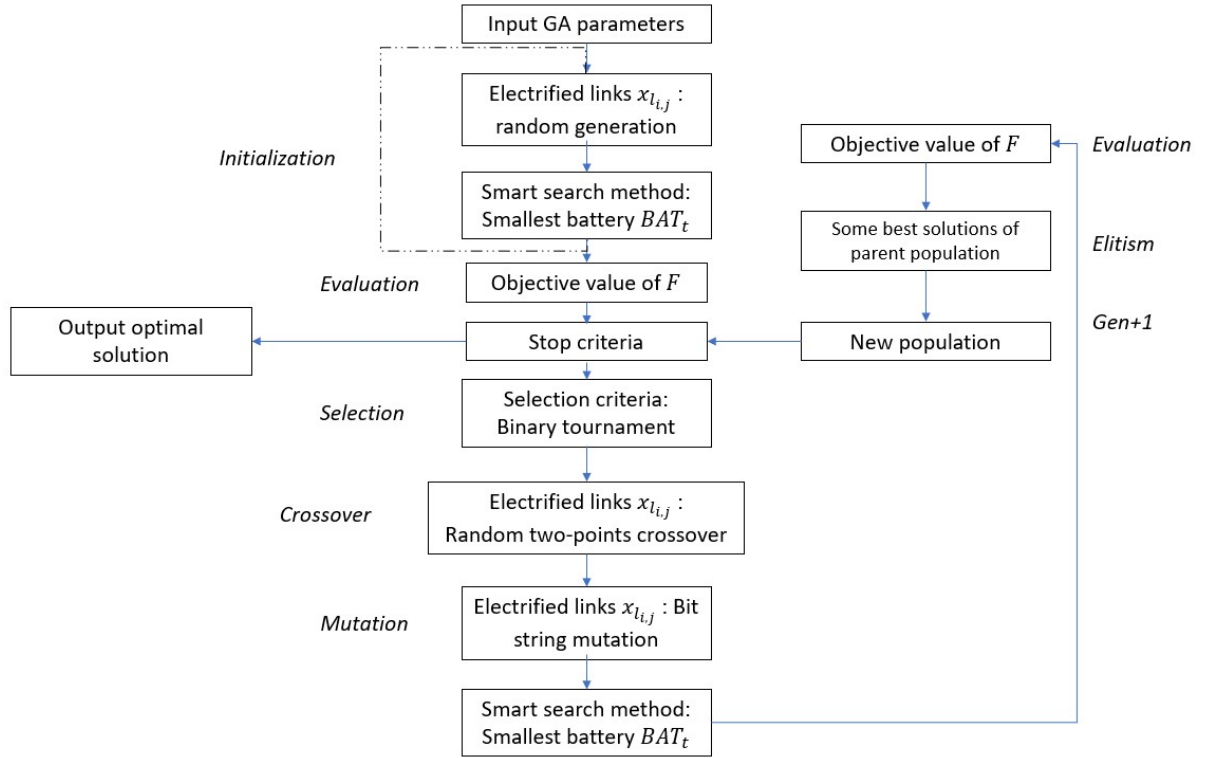 Input GA parameters
Electrified links $x_{l_{i,j}}$ :
random generation
Initialization
Smart search method:
Smallest battery $BAT_t$
Evaluation
Objective value of $F$
Output optimal
solution
Stop criteria
Selection
Selection criteria:
Binary tournament
Crossover
Electrified links $x_{l_{i,j}}$ :
Random two-points crossover
Mutation
Electrified links $x_{l_{i,j}}$ : Bit
string mutation
Smart search method:
Smallest battery $BAT_t$
Objective value of $F$
Evaluation
Some best solutions of
parent population
Elitism
Gen+1
New population